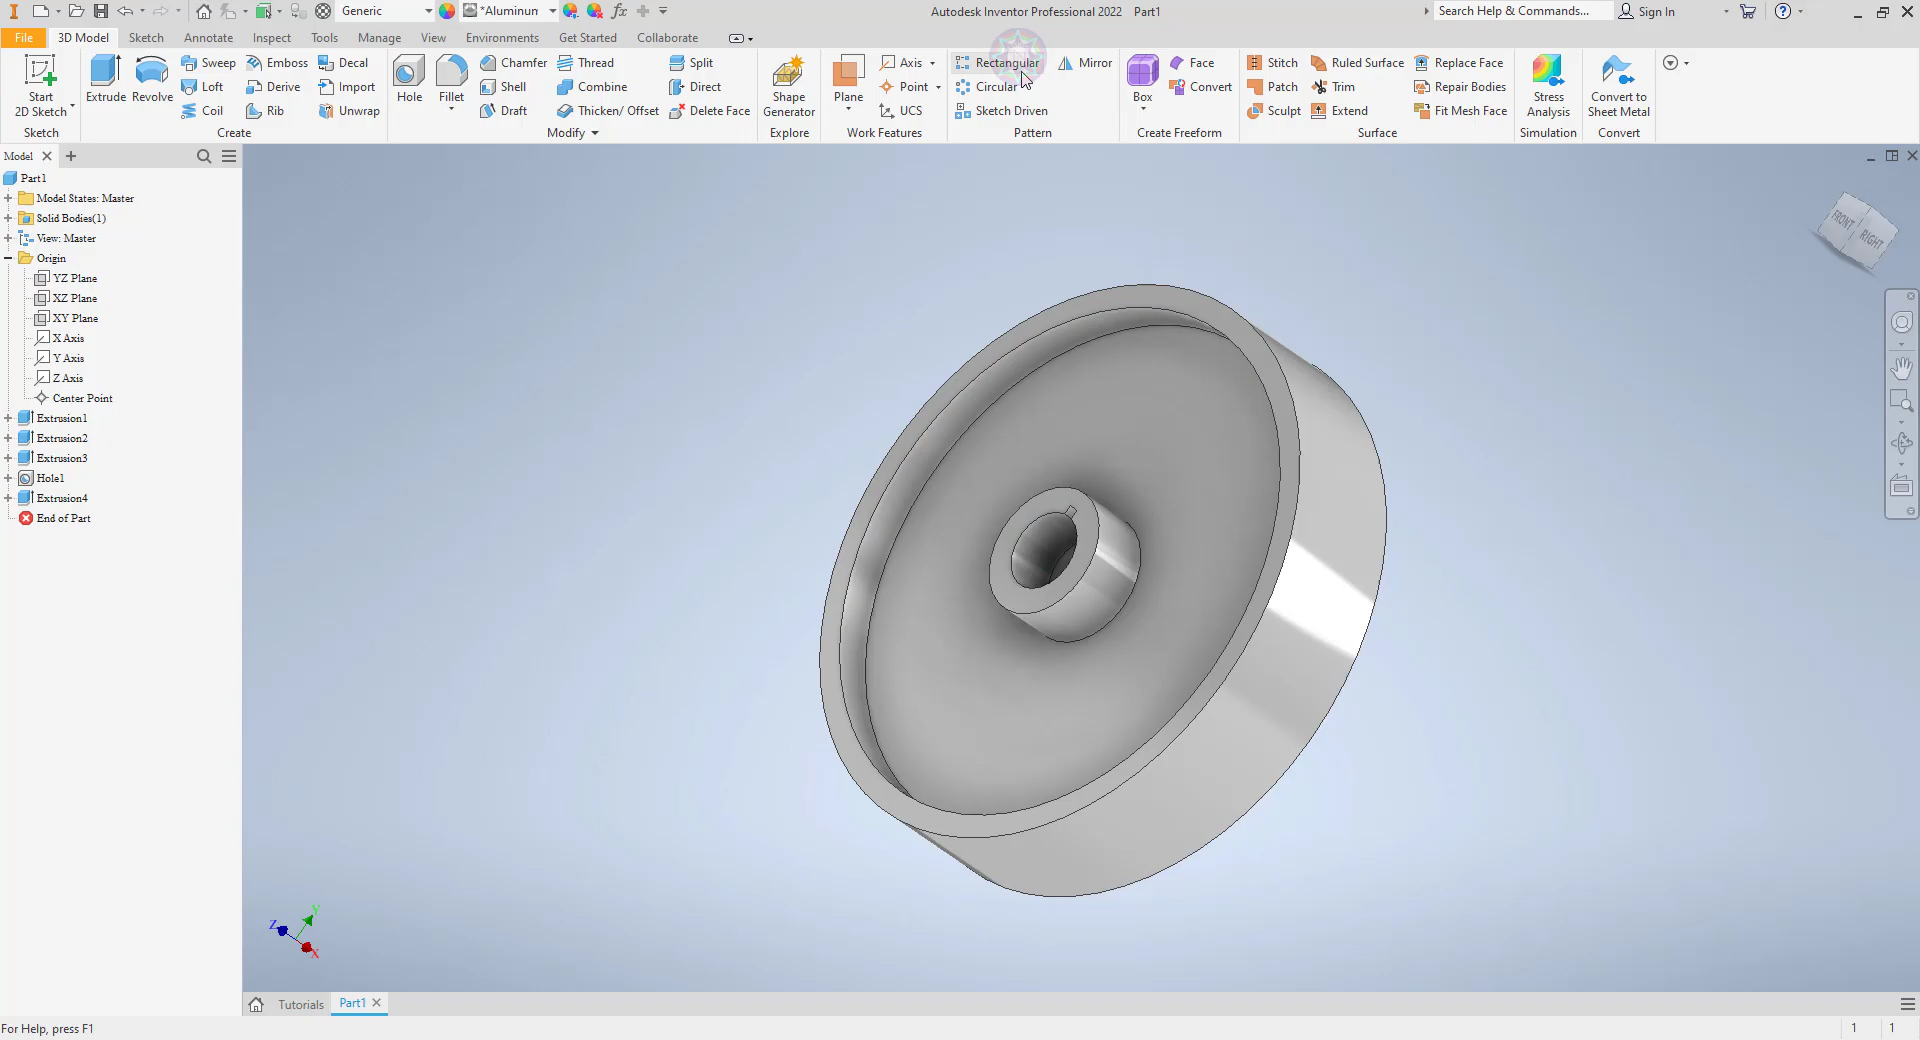 Generic *Aluminum Autodesk Inventor Professional 2022 Part1 Search Help & Commands... Sign In
File 3D Model Sketch Annotate Inspect Tools Manage View Environments Get Started Collaborate
Start 2D Sketch
Sketch
Extrude Revolve
Sweep Emboss Decal
Loft Derive Import
Coil Rib Unwrap
Create
Hole Fillet
Chamfer Thread Split
Shell Combine Direct
Draft Thicken/ Offset Delete Face
Modify
Shape Generator
Explore
Plane
Axis
Point
UCS
Work Features
Rectangular Mirror
Circular
Sketch Driven
Pattern
Box
Face
Convert
Create Freeform
Stitch Ruled Surface Replace Face
Patch Trim Repair Bodies
Sculpt Extend Fit Mesh Face
Surface
Stress Analysis
Simulation
Convert to Sheet Metal
Convert
Model
Part1
Model States: Master
Solid Bodies(1)
View: Master
Origin
YZ Plane
XZ Plane
XY Plane
X Axis
Y Axis
Z Axis
Center Point
Extrusion1
Extrusion2
Extrusion3
Hole1
Extrusion4
End of Part
FRONT RIGHT
Y
Z
X
Tutorials Part1
For Help, press F1 1 1